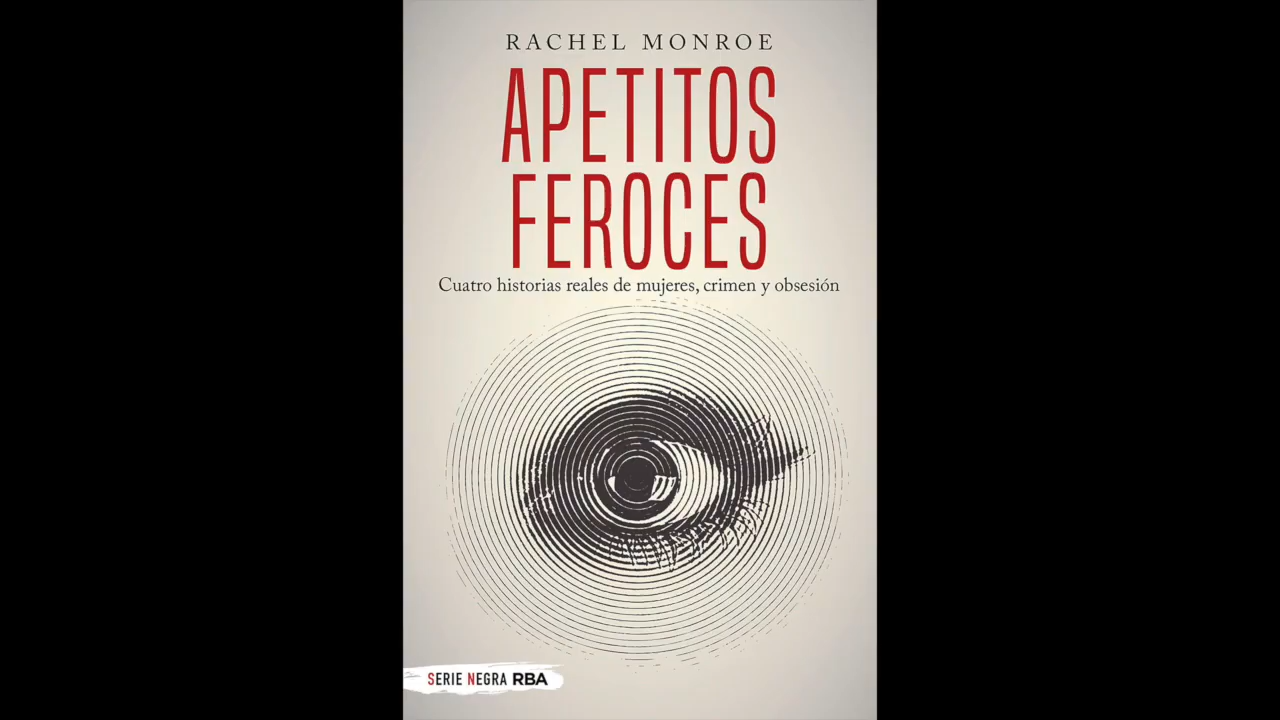 RACHEL MONROE
APETITOS
FEROCES
Cuatro historias reales de mujeres, crimen y obsesión
SERIE NEGRA RBA